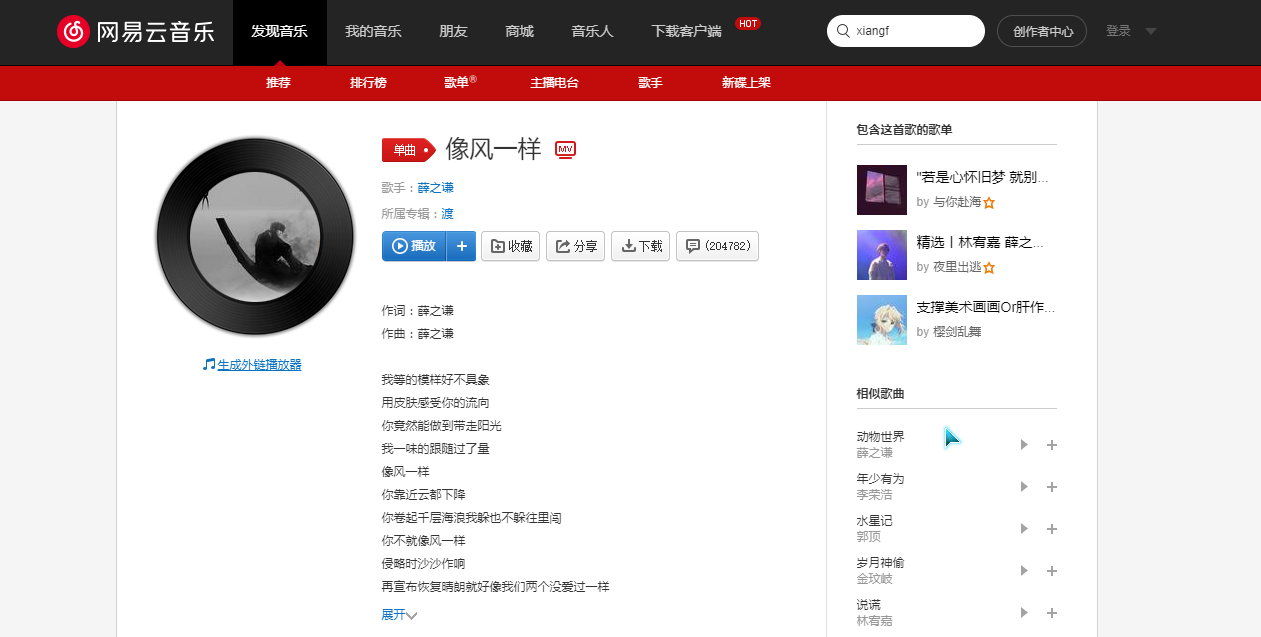 网易云音乐
发现音乐 我的音乐 朋友 商城 音乐人 下载客户端 HOT
xiangf
创作者中心 登录
推荐 排行榜 歌单® 主播电台 歌手 新碟上架
单曲 像风一样 MV
歌手：薛之谦
所属专辑：渡
播放 + 收藏 分享 下载 (204782)
生成外链播放器
作词：薛之谦
作曲：薛之谦
我等的模样好不具象
用皮肤感受你的流向
你竟然能做到带走阳光
我一味的跟随过了量
像风一样
你靠近云都下降
你卷起千层海浪我躲也不躲往里闯
你不就像风一样
侵略时沙沙作响
再宣布恢复晴朗就好像我们两个没爱过一样
展开
包含这首歌的歌单
"若是心怀旧梦 就别...
by 与你赴海
精选丨林宥嘉 薛之...
by 夜里出逃
支撑美术画画Or肝作...
by 樱剑乱舞
相似歌曲
动物世界
薛之谦
年少有为
李荣浩
水星记
郭顶
岁月神偷
金玟岐
说谎
林宥嘉